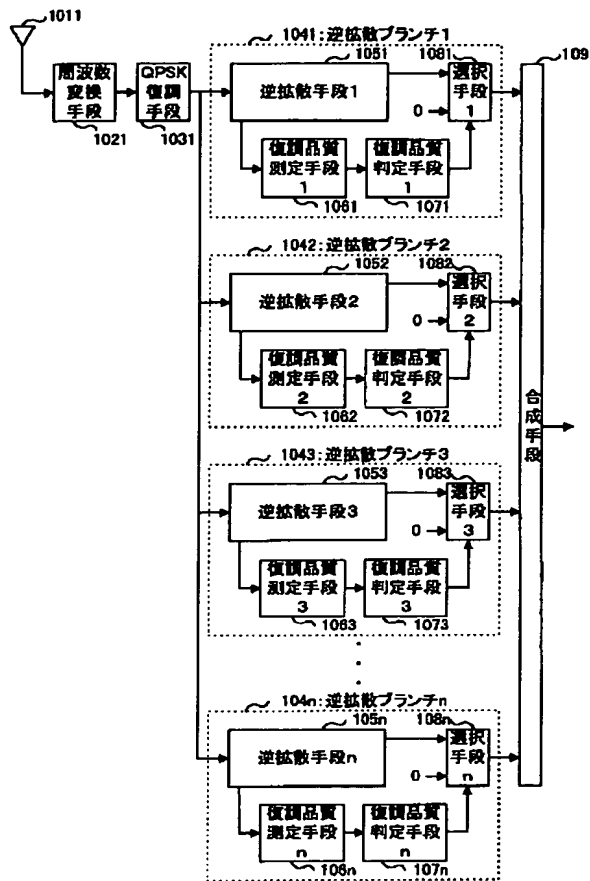 1011
周波数
変換
手段
1021
QPSK
復調
手段
1031
1041:逆拡散ブランチ1
1051
逆拡散手段1
1081
選択
手段
1
0
復調品質
測定手段
1
1061
復調品質
判定手段
1
1071
1042:逆拡散ブランチ2
1052
逆拡散手段2
1082
選択
手段
2
0
復調品質
測定手段
2
1062
復調品質
判定手段
2
1072
1043:逆拡散ブランチ3
1053
逆拡散手段3
1083
選択
手段
3
0
復調品質
測定手段
3
1063
復調品質
判定手段
3
1073
104n:逆拡散ブランチn
105n
逆拡散手段n
108n
選択
手段
n
0
復調品質
測定手段
n
106n
復調品質
判定手段
n
107n
109
合成手段